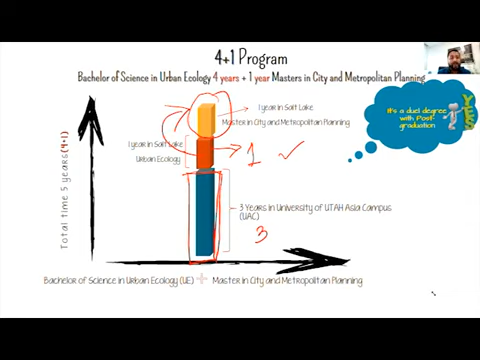 4+1 Program
Bachelor of Science in Urban Ecology 4 years + 1 year Masters in City and Metropolitan Planning
It's a duel degree with Post-graduation
YES
1 year in Salt Lake
Master in City and Metropolitan Planning
1 year in Salt Lake
Urban Ecology
1
3 Years in University of UTAH Asia Campus
(UAC)
3
Total time 5 years(4+1)
Bachelor of Science in Urban Ecology (UE) + Master in City and Metropolitan Planning